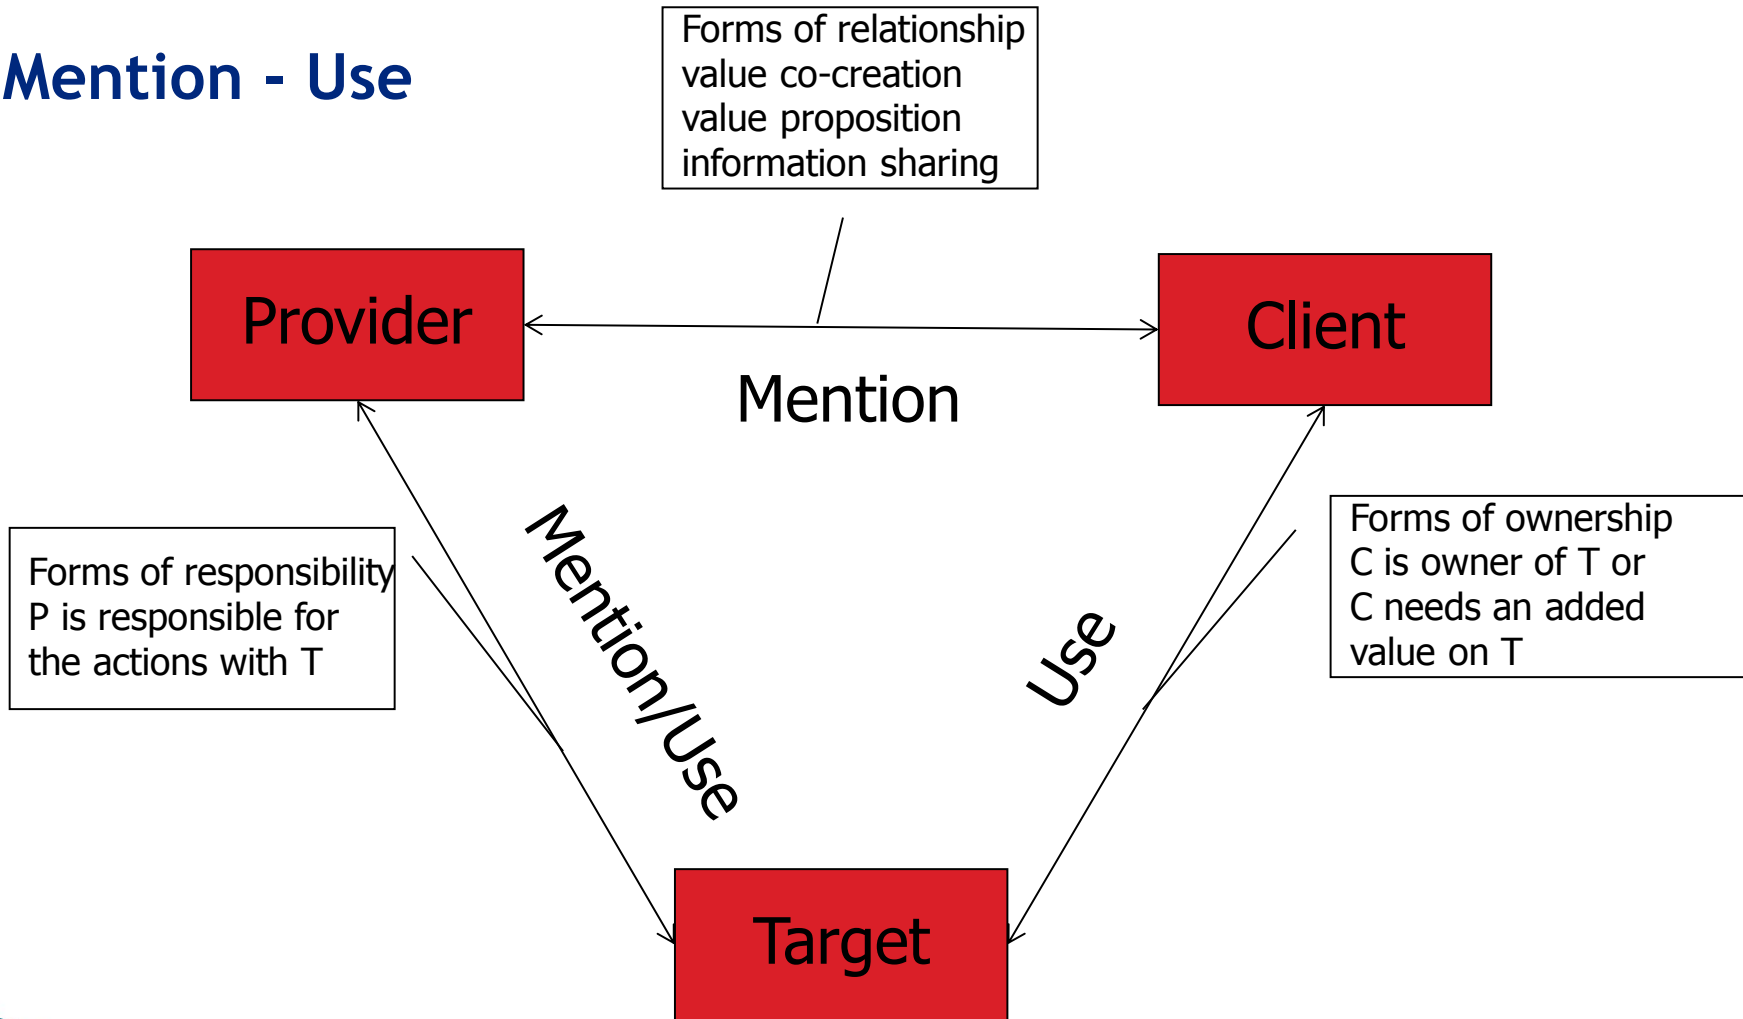 Mention - Use
Forms of relationship
value co-creation
value proposition
information sharing
Provider
Client
Mention
Forms of responsibility
P is responsible for
the actions with T
Mention/Use
Use
Forms of ownership
C is owner of T or
C needs an added
value on T
Target